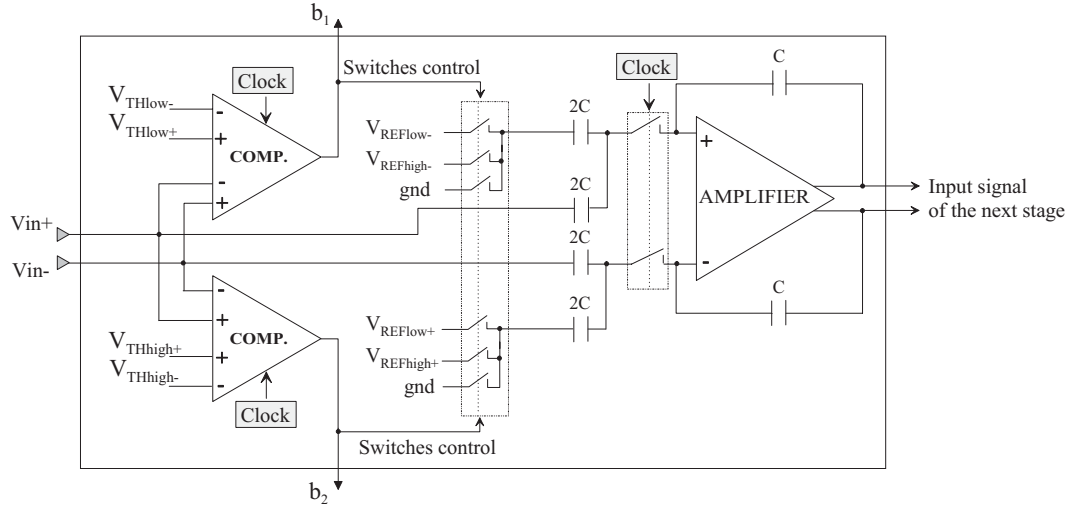 b1
Switches control
Clock
Clock
C
VTHlow-
VTHlow+
-
+
COMP.
-
+
VREFlow-
VREFhigh-
gnd
2C
2C
+
AMPLIFIER
-
Input signal
of the next stage
Vin+
Vin-
2C
2C
C
-
+
COMP.
+
-
VTHhigh+
VTHhigh-
VREFlow+
VREFhigh+
gnd
Clock
Switches control
b2